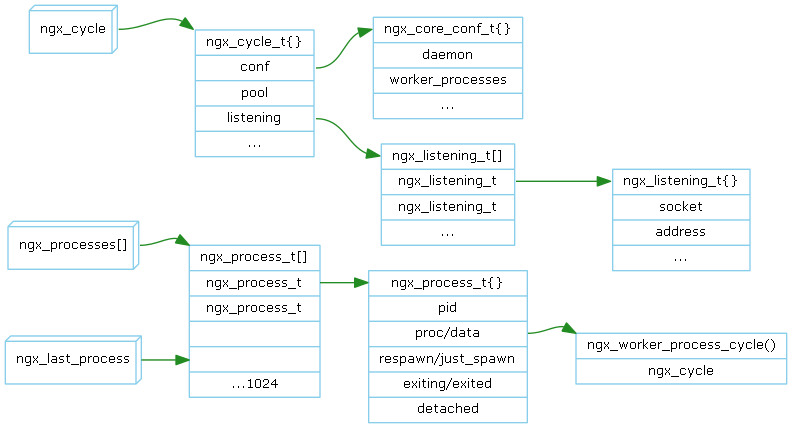 ngx_cycle
ngx_cycle_t{}
conf
pool
listening
...
ngx_core_conf_t{}
daemon
worker_processes
...
ngx_listening_t[]
ngx_listening_t
ngx_listening_t
...
ngx_listening_t{}
socket
address
...
ngx_processes[]
ngx_process_t[]
ngx_process_t
ngx_process_t
...1024
ngx_last_process
ngx_process_t{}
pid
proc/data
respawn/just_spawn
exiting/exited
detached
ngx_worker_process_cycle()
ngx_cycle